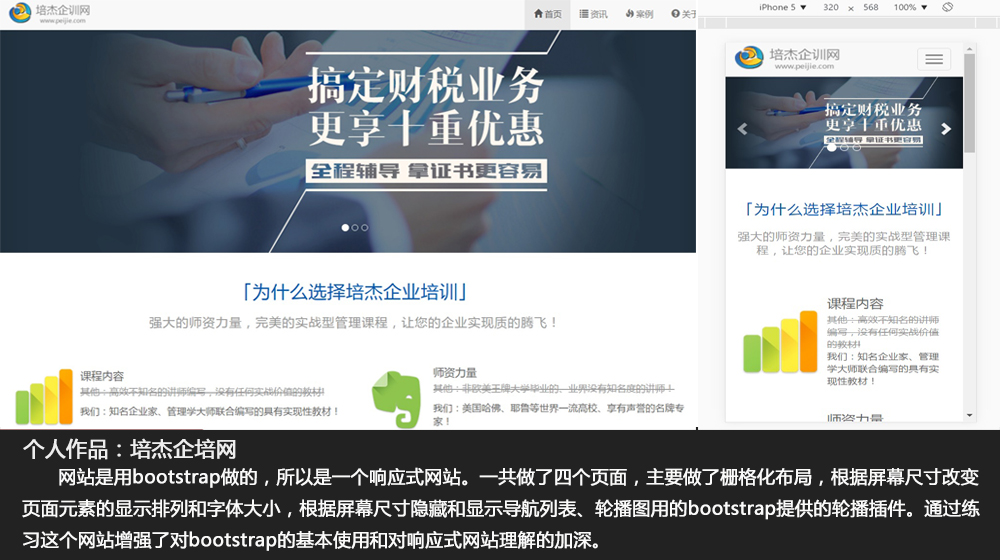 培杰企训网
www.peijie.com
首页 资讯 案例 关于
搞定财税业务
更享十重优惠
全程辅导 拿证书更容易
「为什么选择培杰企业培训」
强大的师资力量，完美的实战型管理课程，让您的企业实现质的腾飞！
课程内容
其他：高效不知名的讲师编写，没有任何实战价值的教材!
我们：知名企业家、管理学大师联合编写的具有实现性教材！
师资力量
其他：非欧美王牌大学毕业的、业界没有知名度的讲师！
我们：美国哈佛、耶鲁等世界一流高校、享有声誉的名牌专
家！
iPhone 5 ▼ 320 × 568 100% ▼
培杰企训网
www.peijie.com
搞定财税业务
更享十重优惠
全程辅导 拿证书更容易
「为什么选择培杰企业培训」
强大的师资力量，完美的实战型管理课
程，让您的企业实现质的腾飞！
课程内容
其他：高效不知名的讲师
编写，没有任何实战价值
的教材!
我们：知名企业家、管理
学大师联合编写的具有实
现性教材！
师资力量
个人作品：培杰企培网
网站是用bootstrap做的，所以是一个响应式网站。一共做了四个页面，主要做了栅格化布局，根据屏幕尺寸改变
页面元素的显示排列和字体大小，根据屏幕尺寸隐藏和显示导航列表、轮播图用的bootstrap提供的轮播插件。通过练
习这个网站增强了对bootstrap的基本使用和对响应式网站理解的加深。